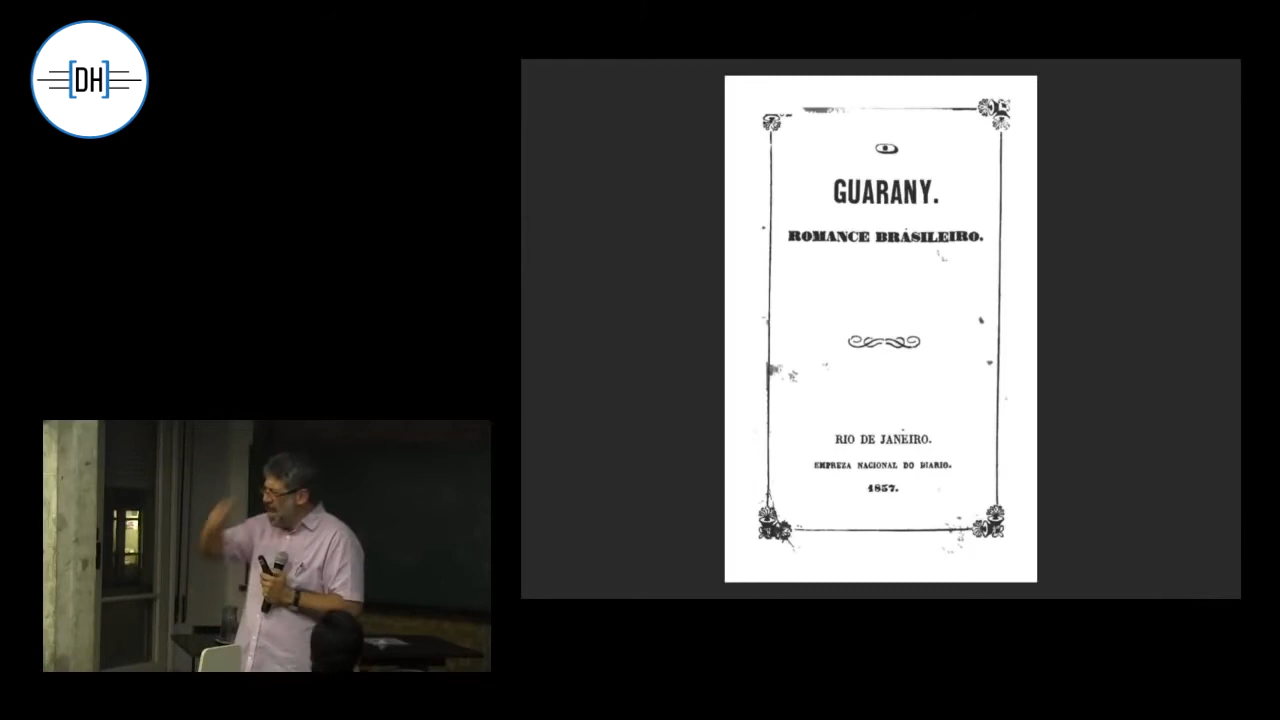 [DH]
O
GUARANY.
ROMANCE BRASILEIRO.
RIO DE JANEIRO.
EMPREZA NACIONAL DO DIARIO.
1857.